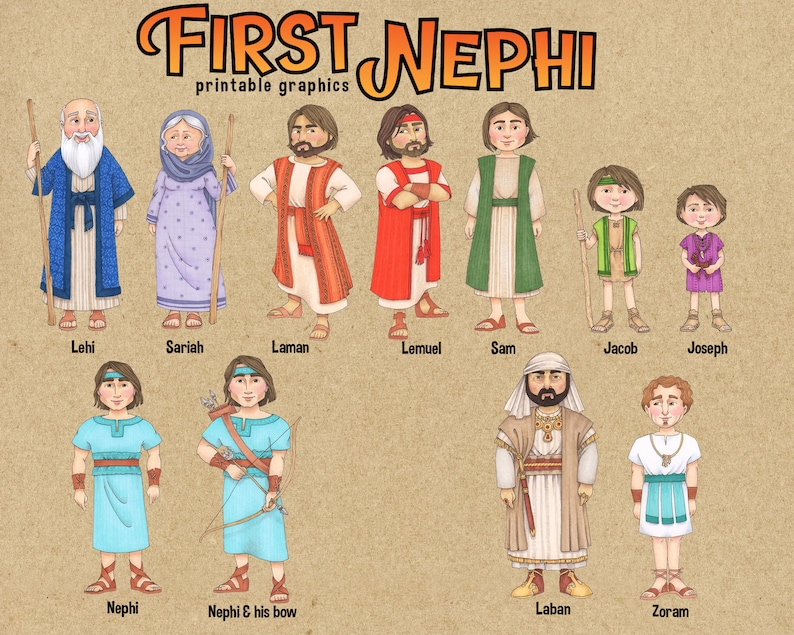 FIRST NEPHI
printable graphics
Lehi
Sariah
Laman
Lemuel
Sam
Jacob
Joseph
Nephi
Nephi & his bow
Laban
Zoram